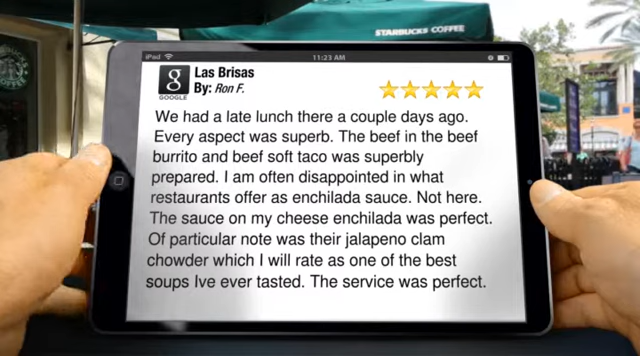 STARBUCKS COFFEE
iPad
11:23 AM
g
GOOGLE
Las Brisas
By: Ron F.
We had a late lunch there a couple days ago.
Every aspect was superb. The beef in the beef
burrito and beef soft taco was superbly
prepared. I am often disappointed in what
restaurants offer as enchilada sauce. Not here.
The sauce on my cheese enchilada was perfect.
Of particular note was their jalapeno clam
chowder which I will rate as one of the best
soups Ive ever tasted. The service was perfect.